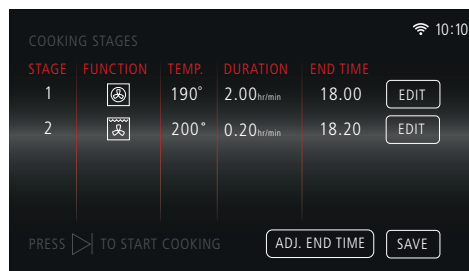 10:10
COOKING STAGES
STAGE FUNCTION TEMP. DURATION END TIME
1 190° 2.00hr/min 18.00 EDIT
2 200° 0.20hr/min 18.20 EDIT
PRESS TO START COOKING ADJ. END TIME SAVE